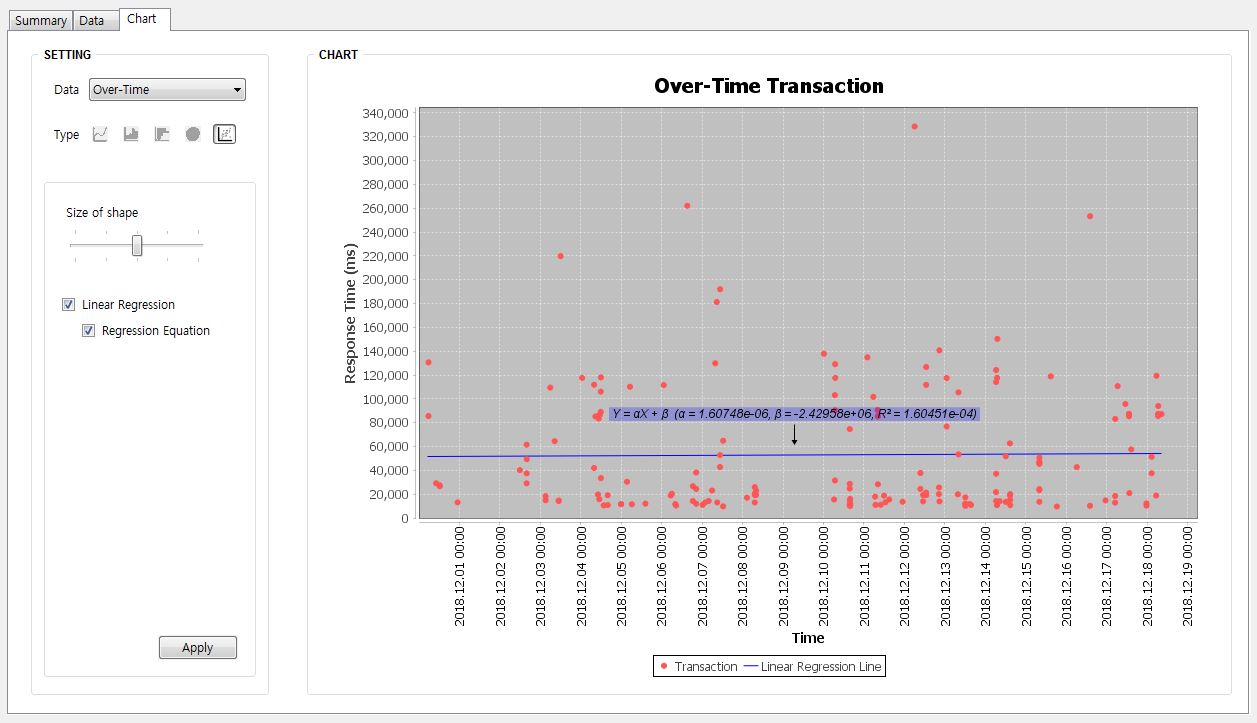 Summary Data Chart
SETTING
Data Over-Time
Type
Size of shape
Linear Regression
Regression Equation
Apply
CHART
Over-Time Transaction
Response Time (ms)
340,000
320,000
300,000
280,000
260,000
240,000
220,000
200,000
180,000
160,000
140,000
120,000
100,000
80,000
60,000
40,000
20,000
0
Y = αX + β (α = 1.60748e-06, β = -2.42958e+06, R² = 1.60451e-04)
2018.12.01 00:00
2018.12.02 00:00
2018.12.03 00:00
2018.12.04 00:00
2018.12.05 00:00
2018.12.06 00:00
2018.12.07 00:00
2018.12.08 00:00
2018.12.09 00:00
2018.12.10 00:00
2018.12.11 00:00
2018.12.12 00:00
2018.12.13 00:00
2018.12.14 00:00
2018.12.15 00:00
2018.12.16 00:00
2018.12.17 00:00
2018.12.18 00:00
2018.12.19 00:00
Time
Transaction Linear Regression Line